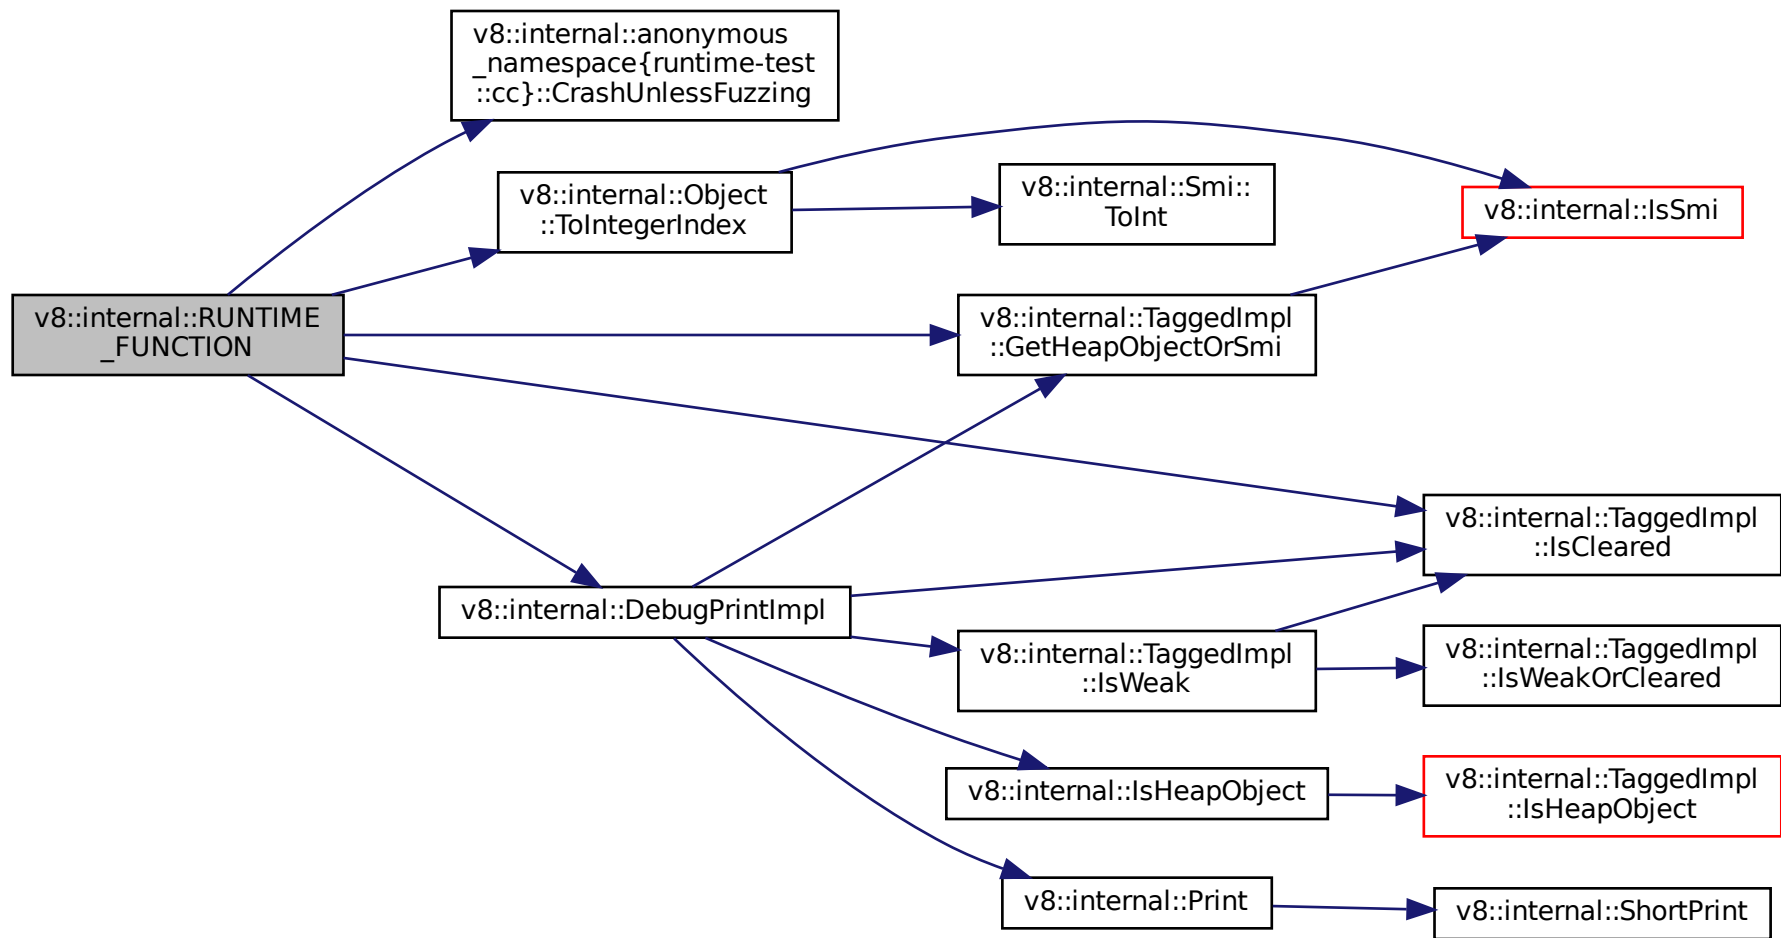 v8::internal::anonymous
_namespace{runtime-test
::cc}::CrashUnlessFuzzing
v8::internal::Object
::ToIntegerIndex
v8::internal::Smi::
ToInt
v8::internal::IsSmi
v8::internal::RUNTIME
_FUNCTION
v8::internal::TaggedImpl
::GetHeapObjectOrSmi
v8::internal::TaggedImpl
::IsCleared
v8::internal::DebugPrintImpl
v8::internal::TaggedImpl
::IsWeak
v8::internal::TaggedImpl
::IsWeakOrCleared
v8::internal::IsHeapObject
v8::internal::TaggedImpl
::IsHeapObject
v8::internal::Print
v8::internal::ShortPrint